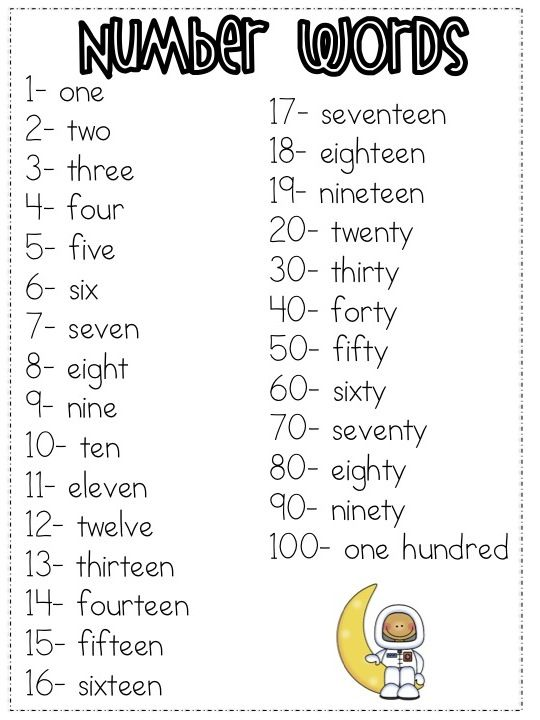 Number Words
1- one
2- two
3- three
4- four
5- five
6- six
7- seven
8- eight
9- nine
10- ten
11- eleven
12- twelve
13- thirteen
14- fourteen
15- fifteen
16- sixteen
17- seventeen
18- eighteen
19- nineteen
20- twenty
30- thirty
40- forty
50- fifty
60- sixty
70- seventy
80- eighty
90- ninety
100- one hundred